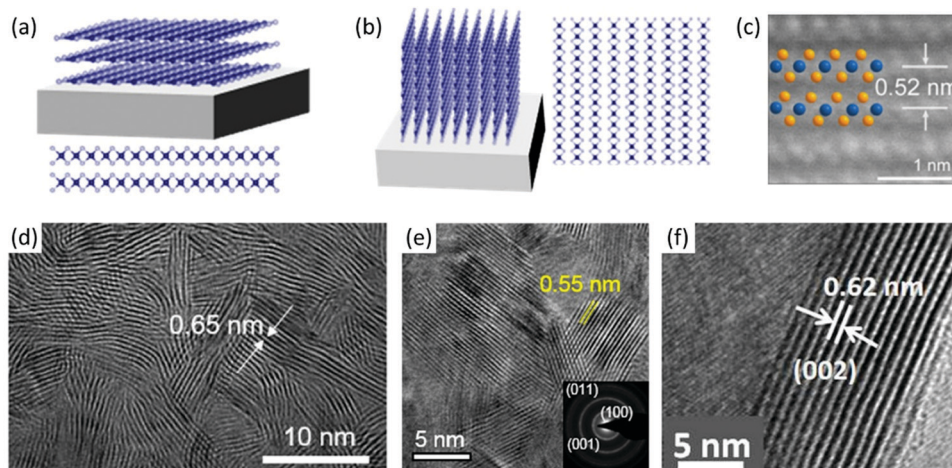 (a)
(b)
(c)
0.52 nm
1 nm
(d)
0.65 nm
10 nm
(e)
0.55 nm
(011)
(100)
(001)
5 nm
(f)
0.62 nm
(002)
5 nm